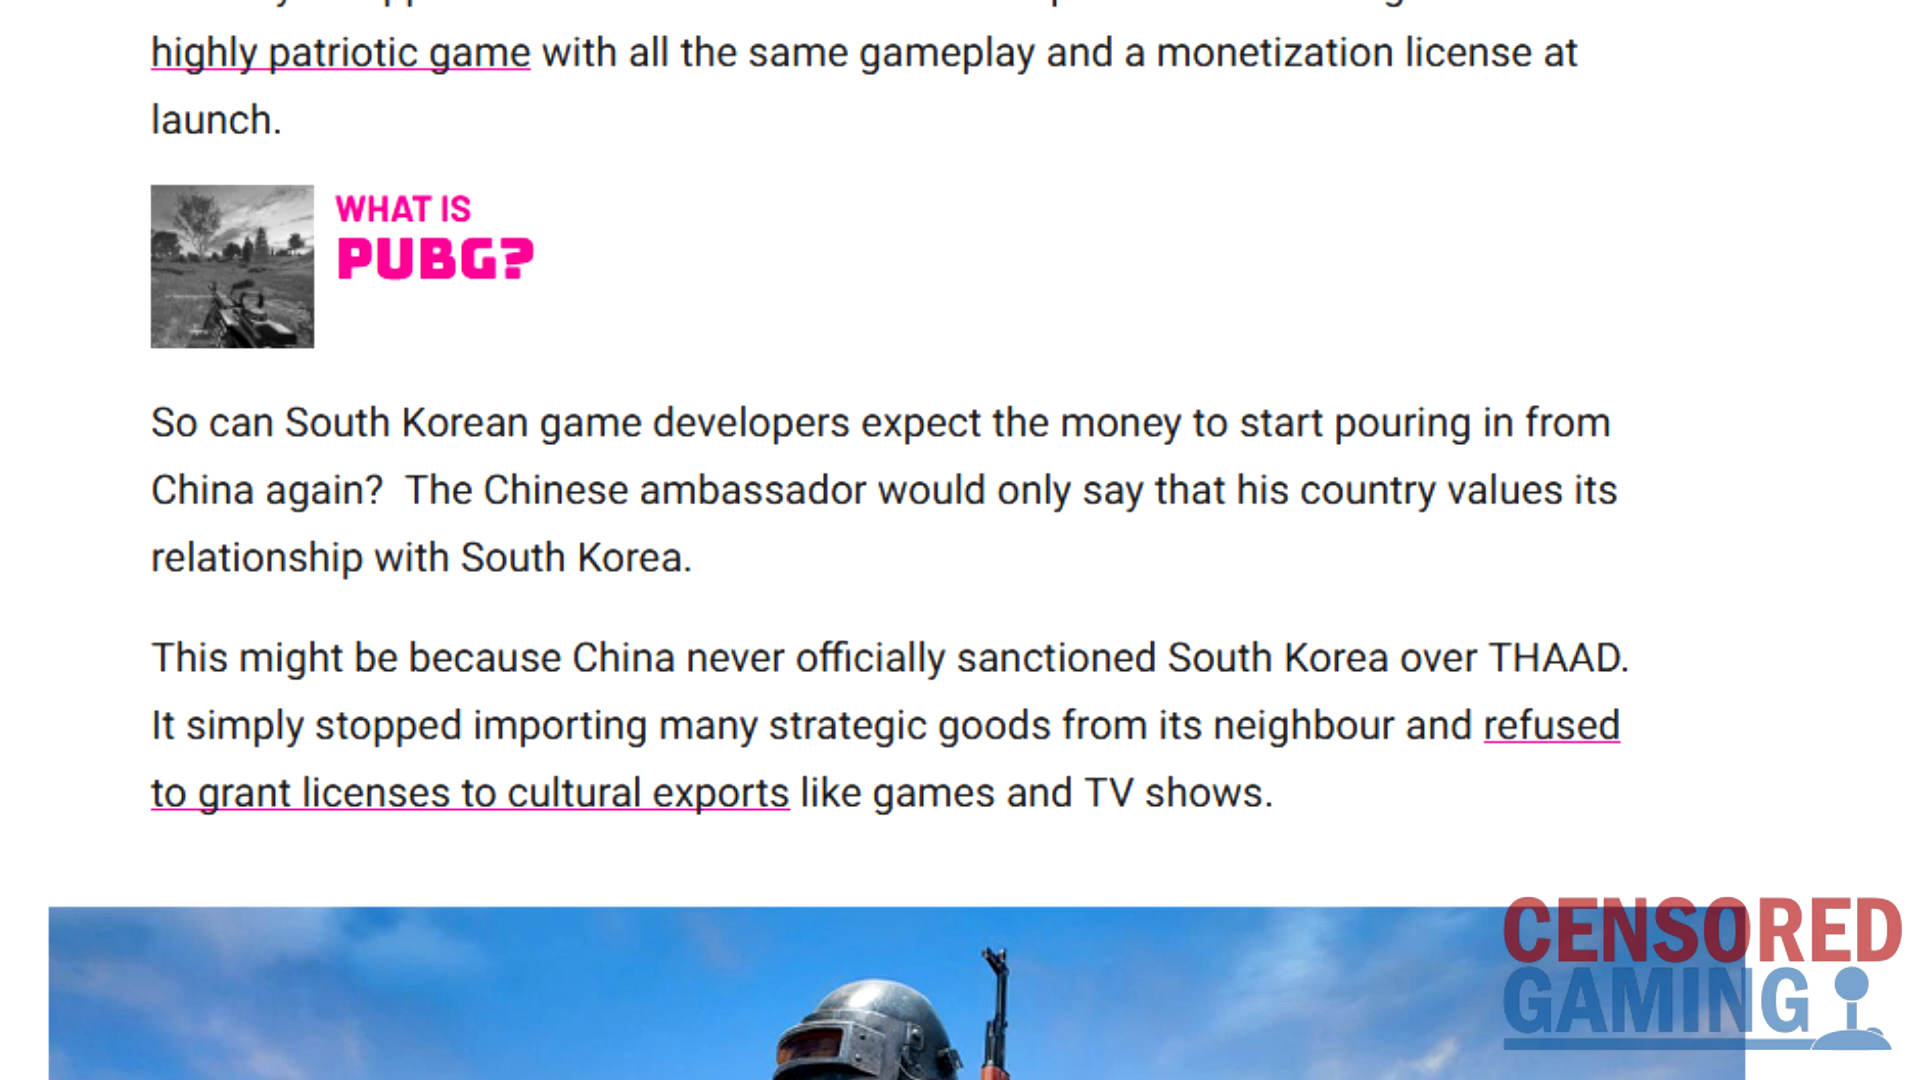 highly patriotic game with all the same gameplay and a monetization license at
launch.
WHAT IS
PUBG?
So can South Korean game developers expect the money to start pouring in from
China again?  The Chinese ambassador would only say that his country values its
relationship with South Korea.
This might be because China never officially sanctioned South Korea over THAAD.
It simply stopped importing many strategic goods from its neighbour and refused
to grant licenses to cultural exports like games and TV shows.
CENSORED
GAMING